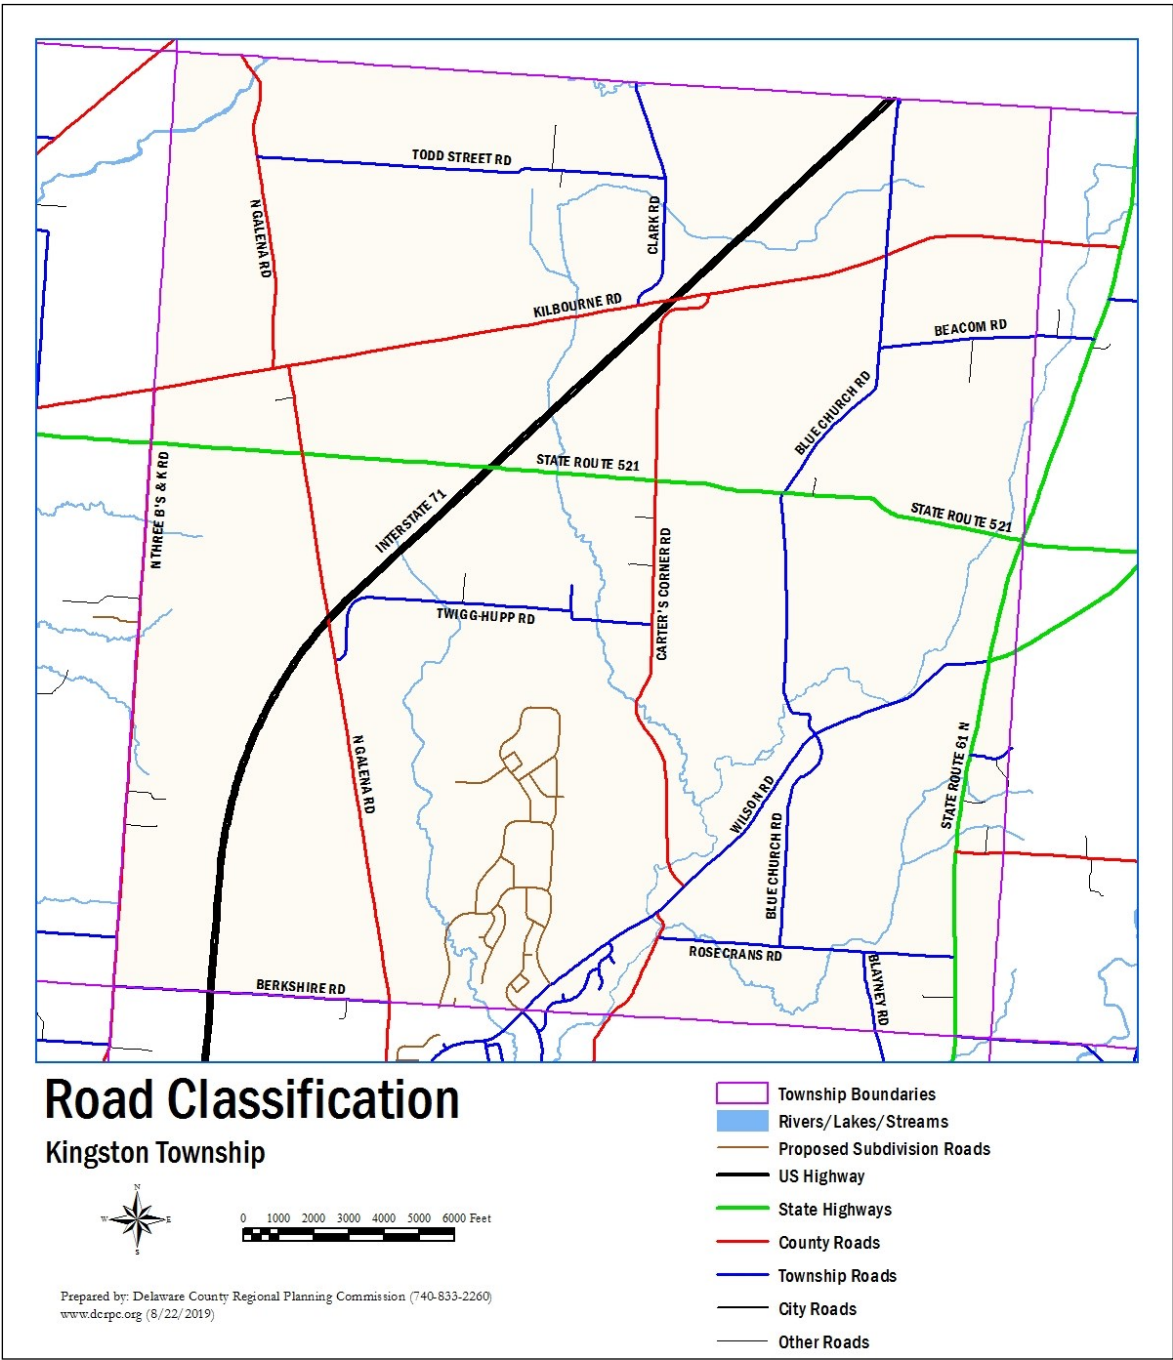 TODD STREET RD
N GALENA RD
CLARK RD
KILBOURNE RD
BEACOM RD
BLUE CHURCH RD
STATE ROUTE 521
N THREE B'S & K RD
INTERSTATE 71
STATE ROUTE 521
CARTER'S CORNER RD
TWIGG-HUPP RD
N GALENA RD
STATE ROUTE 61 N
WILSON RD
BLUE CHURCH RD
ROSECRANS RD
BLAYNEY RD
BERKSHIRE RD
Road Classification
Kingston Township
N
W E
S
0 1000 2000 3000 4000 5000 6000 Feet
Prepared by: Delaware County Regional Planning Commission (740-833-2260)
www.dcrpc.org (8/22/2019)
Township Boundaries
Rivers/Lakes/Streams
Proposed Subdivision Roads
US Highway
State Highways
County Roads
Township Roads
City Roads
Other Roads